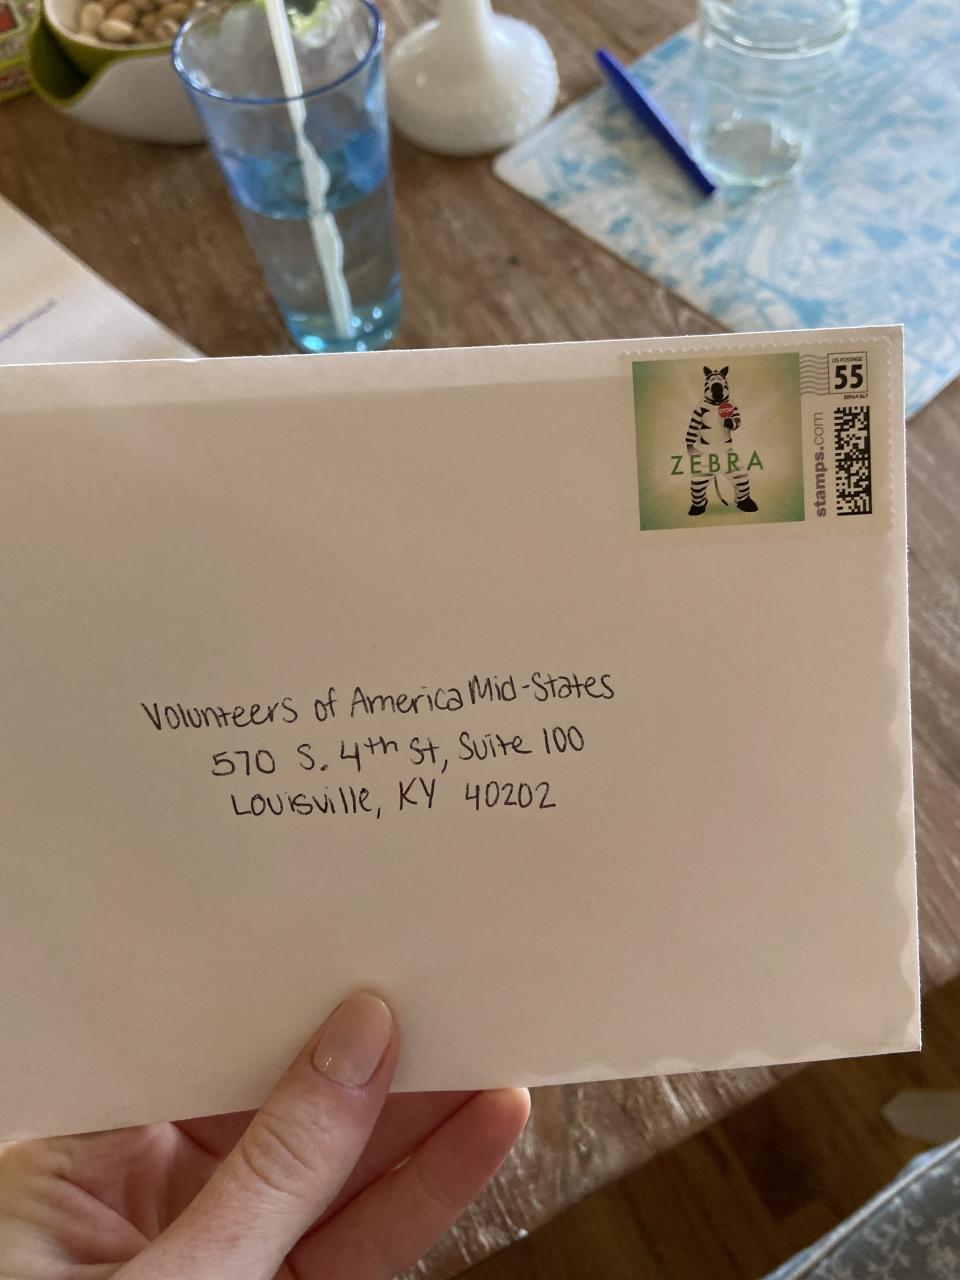 US POSTAGE
55
STOP
ZEBRA
stamps.com
Volunteers of America Mid-States
570 S. 4th St, Suite 100
Louisville, KY 40202